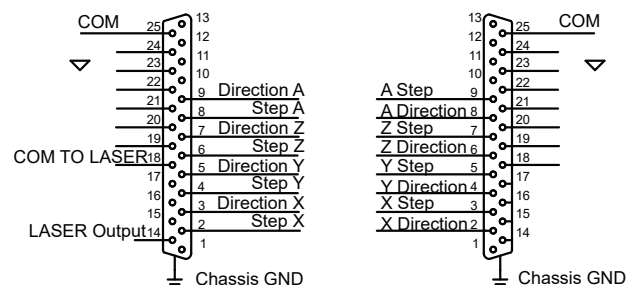 COM 25 13
24 12
23 11
22 10
21 9 Direction A
20 8 Step A
19 7 Direction Z
COM TO LASER 18 6 Step Z
17 5 Direction Y
16 4 Step Y
15 3 Direction X
LASER Output 14 2 Step X
1
Chassis GND
13 25 COM
12 24
11 23
10 22
A Step 9 21
A Direction 8 20
Z Step 7 19
Z Direction 6 18
Y Step 5 17
Y Direction 4 16
X Step 3 15
X Direction 2 14
1
Chassis GND